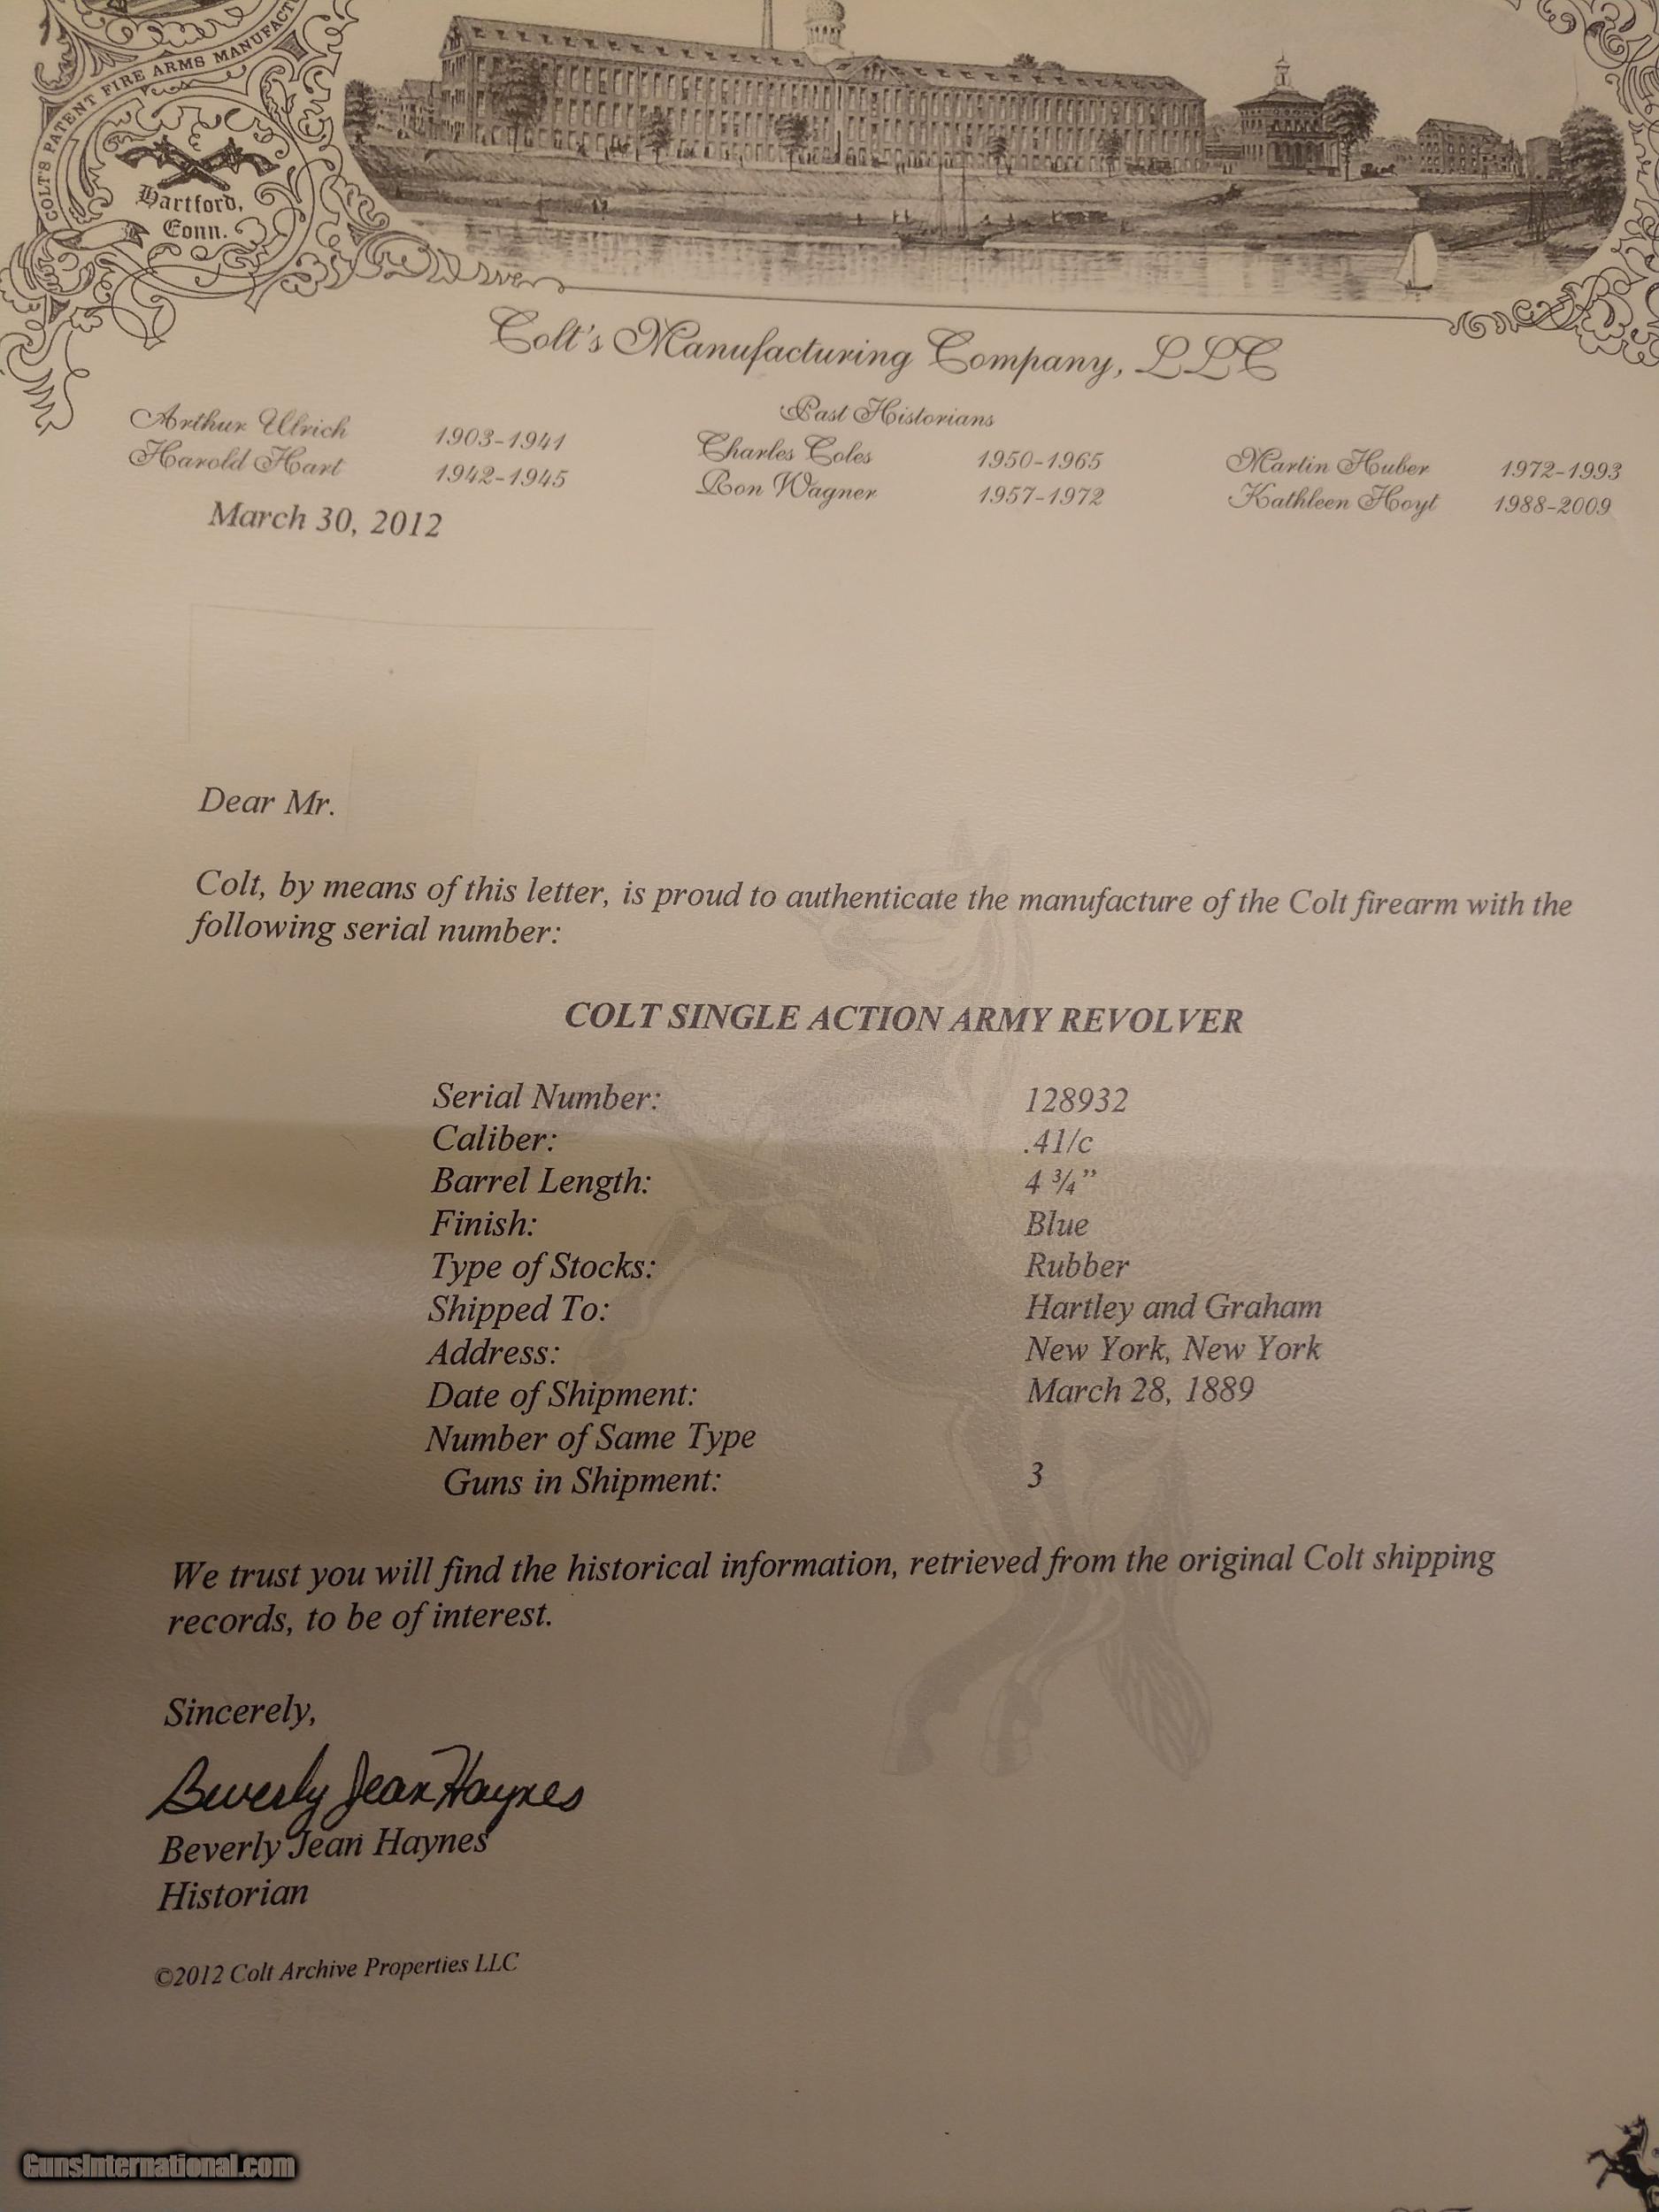 COLT'S PATENT FIRE ARMS MANUFACT
Hartford,
Conn.
Colt's Manufacturing Company, LLC
Past Historians
Arthur Ulrich 1903-1941 Charles Coles 1950-1965 Martin Huber 1972-1993
Harold Hart 1942-1945 Ron Wagner 1957-1972 Kathleen Hoyt 1988-2009
March 30, 2012
Dear Mr.
Colt, by means of this letter, is proud to authenticate the manufacture of the Colt firearm with the
following serial number:
COLT SINGLE ACTION ARMY REVOLVER
Serial Number: 128932
Caliber: .41/c
Barrel Length: 4 ¾”
Finish: Blue
Type of Stocks: Rubber
Shipped To: Hartley and Graham
Address: New York, New York
Date of Shipment: March 28, 1889
Number of Same Type
Guns in Shipment: 3
We trust you will find the historical information, retrieved from the original Colt shipping
records, to be of interest.
Sincerely,
Beverly Jean Haynes
Beverly Jean Haynes
Historian
©2012 Colt Archive Properties LLC
GunsInternational.com